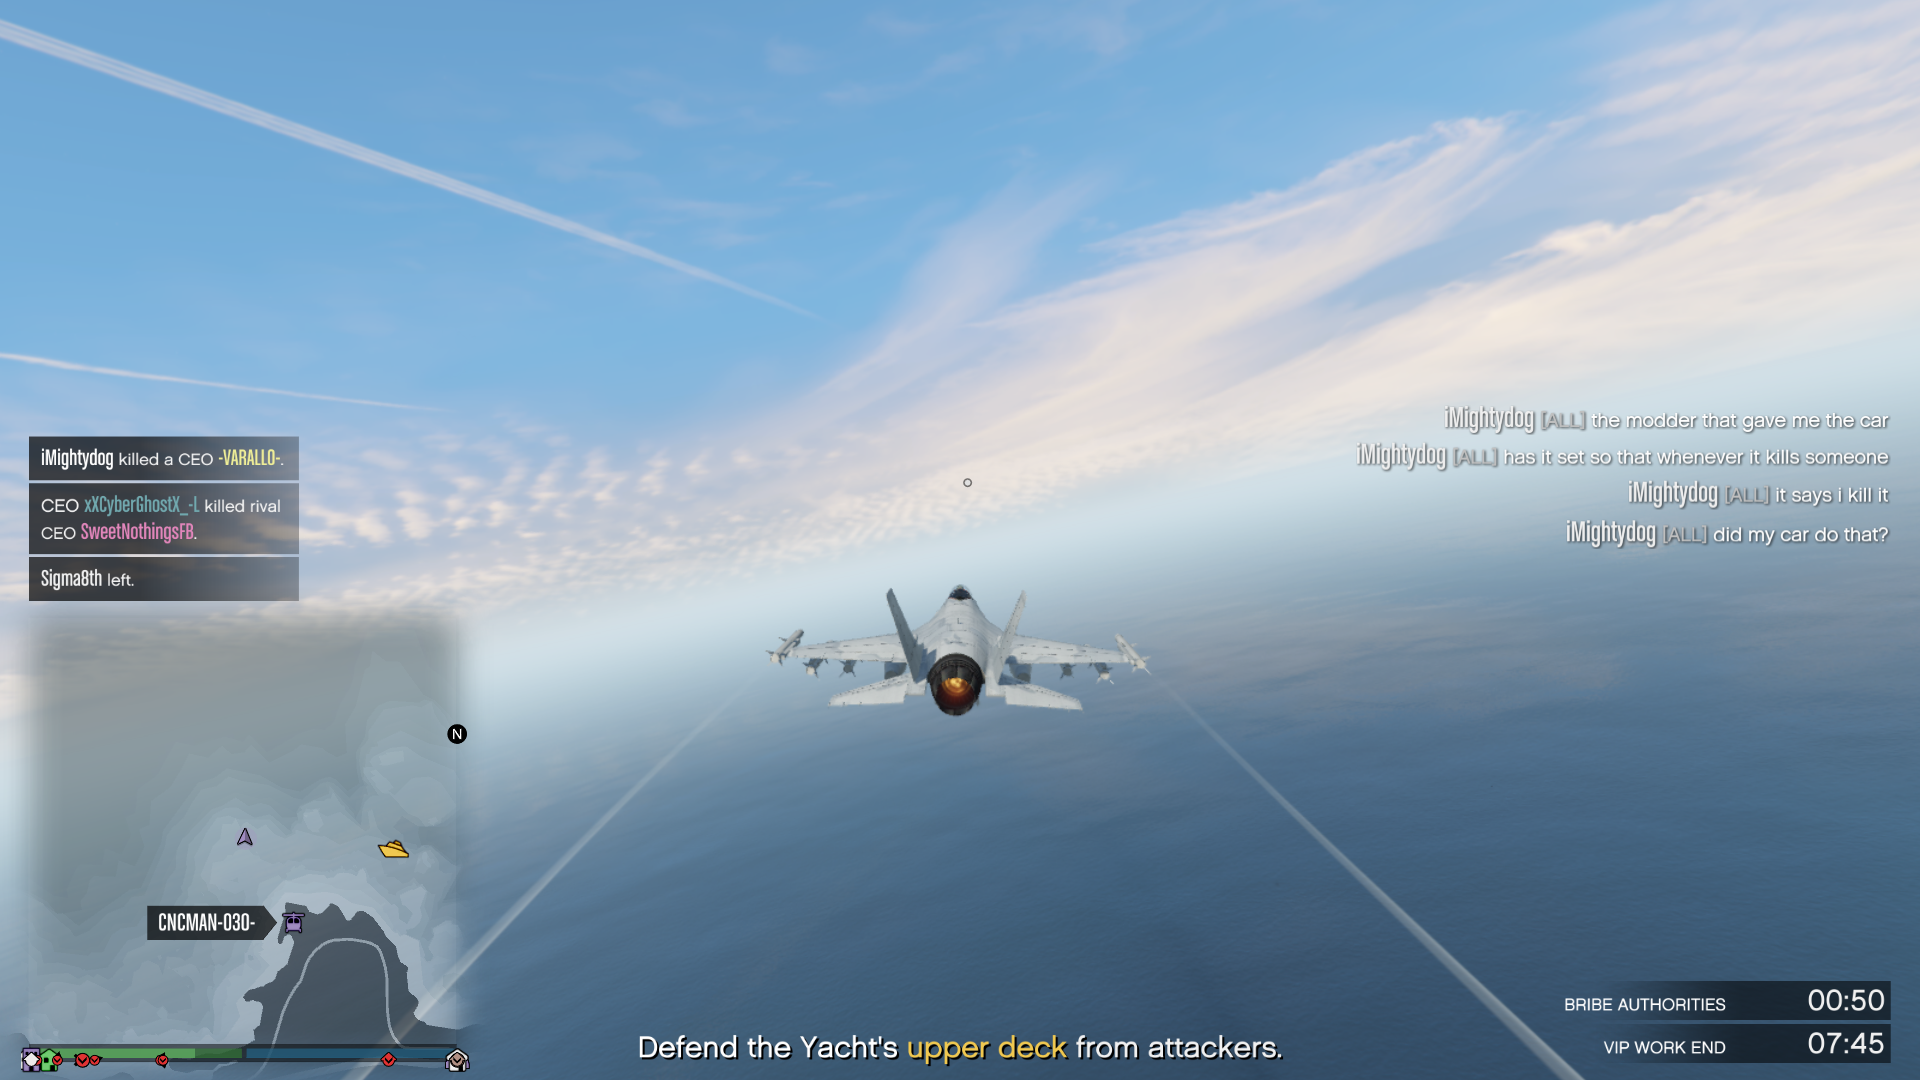 iMightydog [ALL] the modder that gave me the car
iMightydog [ALL] has it set so that whenever it kills someone
iMightydog [ALL] it says i kill it
iMightydog [ALL] did my car do that?
iMightydog killed a CEO -VARALLO-.
CEO xXCyberGhostX_-L killed rival
CEO SweetNothingsFB.
Sigma8th left.
N
CNCMAN-030-
Defend the Yacht's upper deck from attackers.
BRIBE AUTHORITIES 00:50
VIP WORK END 07:45